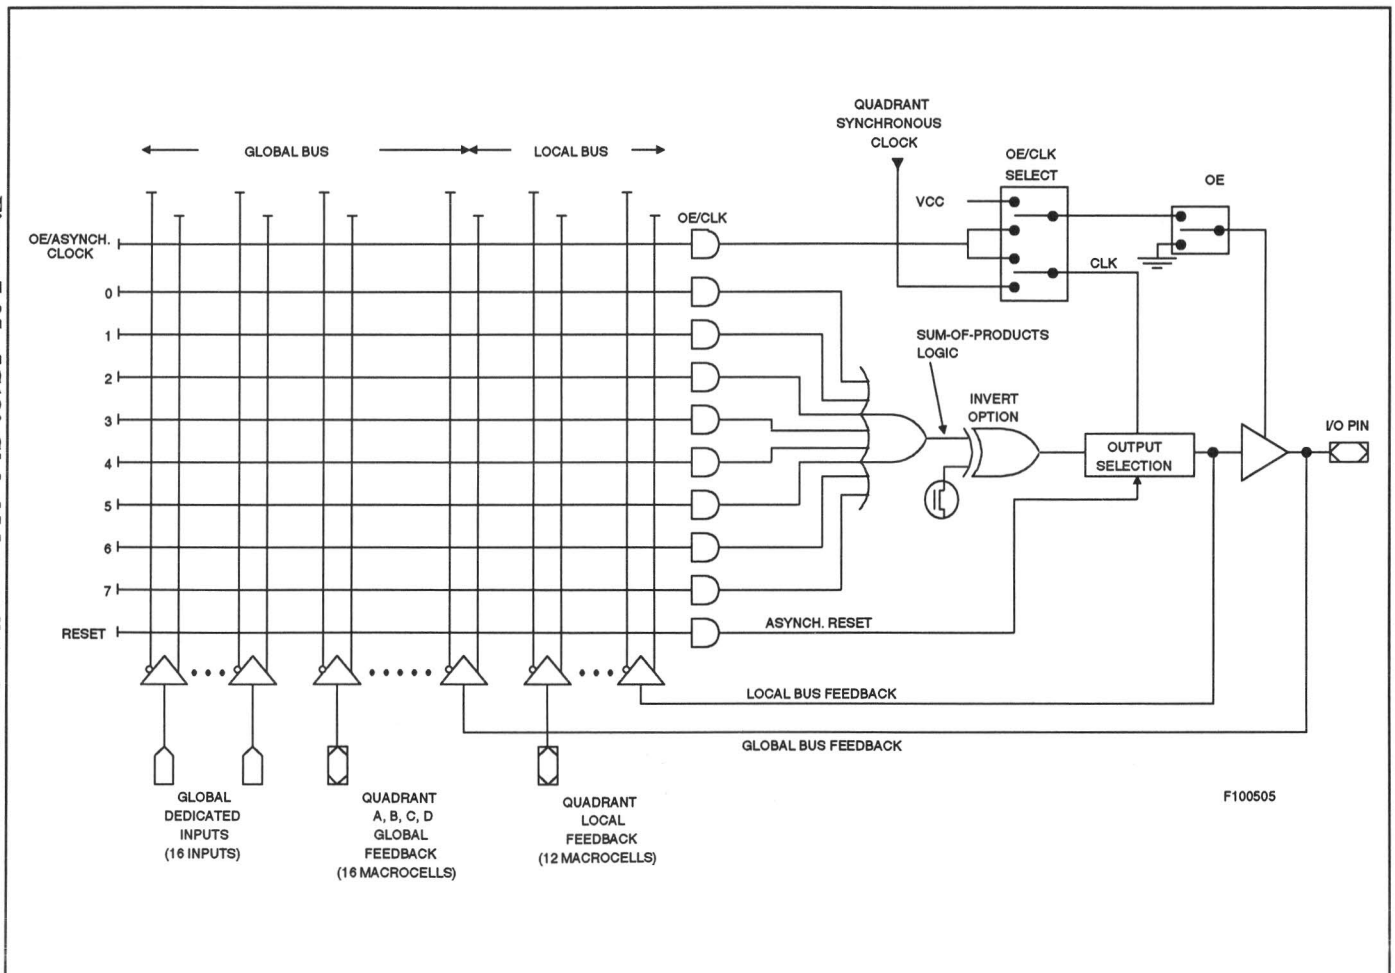 QUADRANT
SYNCHRONOUS
CLOCK
GLOBAL BUS
LOCAL BUS
OE/CLK
SELECT
OE
VCC
OE/CLK
OE/ASYNCH.
CLOCK
CLK
0
1
SUM-OF-PRODUCTS
LOGIC
2
INVERT
OPTION
3
I/O PIN
4
OUTPUT
SELECTION
5
6
7
RESET
ASYNCH. RESET
LOCAL BUS FEEDBACK
GLOBAL BUS FEEDBACK
GLOBAL
DEDICATED
INPUTS
(16 INPUTS)
QUADRANT
A, B, C, D
GLOBAL
FEEDBACK
(16 MACROCELLS)
QUADRANT
LOCAL
FEEDBACK
(12 MACROCELLS)
F100505